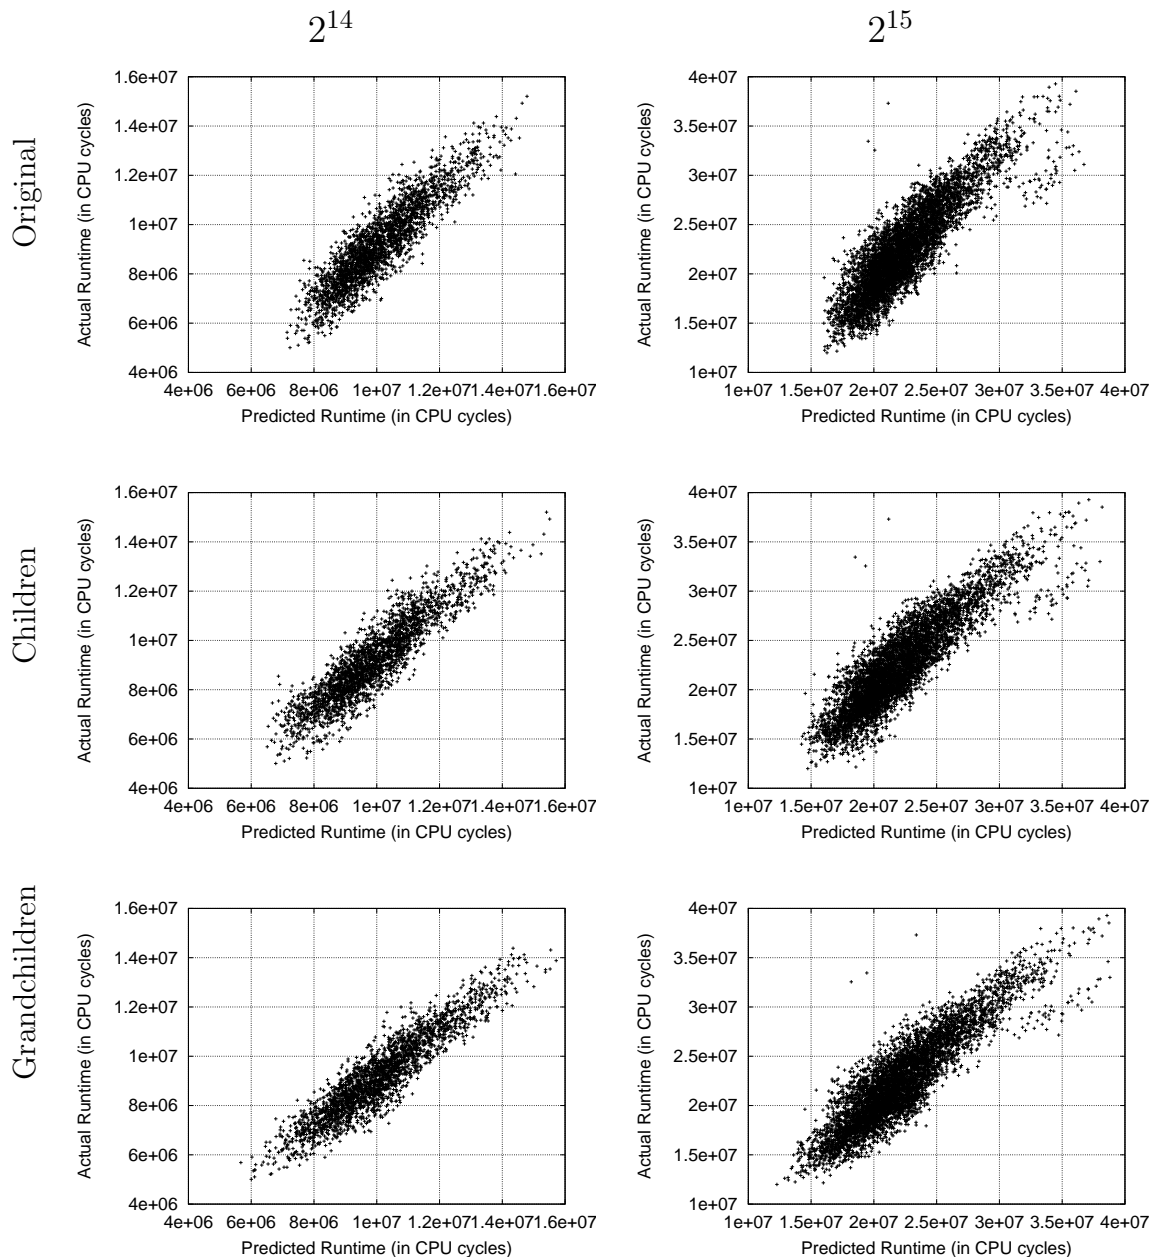 2^14 2^15
Original
1.6e+07
1.4e+07
1.2e+07
1e+07
8e+06
6e+06
4e+06
4e+06 6e+06 8e+06 1e+07 1.2e+07 1.4e+07 1.6e+07
Actual Runtime (in CPU cycles)
Predicted Runtime (in CPU cycles)
4e+07
3.5e+07
3e+07
2.5e+07
2e+07
1.5e+07
1e+07
1e+07 1.5e+07 2e+07 2.5e+07 3e+07 3.5e+07 4e+07
Actual Runtime (in CPU cycles)
Predicted Runtime (in CPU cycles)
Children
1.6e+07
1.4e+07
1.2e+07
1e+07
8e+06
6e+06
4e+06
4e+06 6e+06 8e+06 1e+07 1.2e+07 1.4e+07 1.6e+07
Actual Runtime (in CPU cycles)
Predicted Runtime (in CPU cycles)
4e+07
3.5e+07
3e+07
2.5e+07
2e+07
1.5e+07
1e+07
1e+07 1.5e+07 2e+07 2.5e+07 3e+07 3.5e+07 4e+07
Actual Runtime (in CPU cycles)
Predicted Runtime (in CPU cycles)
Grandchildren
1.6e+07
1.4e+07
1.2e+07
1e+07
8e+06
6e+06
4e+06
4e+06 6e+06 8e+06 1e+07 1.2e+07 1.4e+07 1.6e+07
Actual Runtime (in CPU cycles)
Predicted Runtime (in CPU cycles)
4e+07
3.5e+07
3e+07
2.5e+07
2e+07
1.5e+07
1e+07
1e+07 1.5e+07 2e+07 2.5e+07 3e+07 3.5e+07 4e+07
Actual Runtime (in CPU cycles)
Predicted Runtime (in CPU cycles)